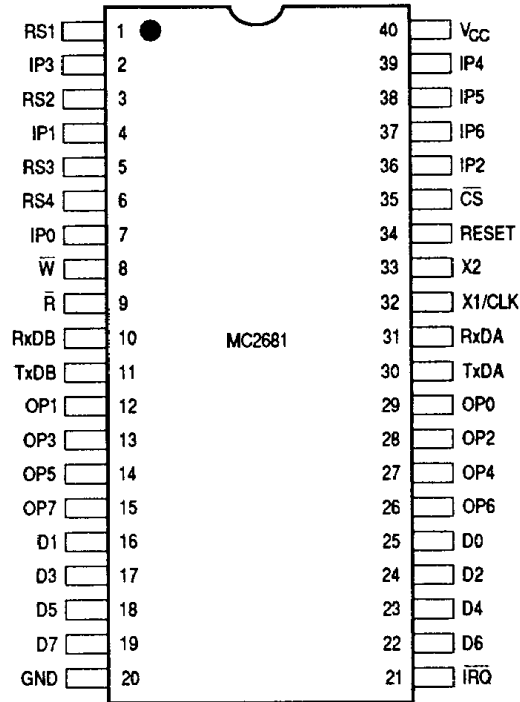 RS1 1 40 VCC
IP3 2 39 IP4
RS2 3 38 IP5
IP1 4 37 IP6
RS3 5 36 IP2
RS4 6 35 C̅S̅
IP0 7 34 RESET
W̅ 8 33 X2
R̅ 9 32 X1/CLK
RxDB 10 MC2681 31 RxDA
TxDB 11 30 TxDA
OP1 12 29 OP0
OP3 13 28 OP2
OP5 14 27 OP4
OP7 15 26 OP6
D1 16 25 D0
D3 17 24 D2
D5 18 23 D4
D7 19 22 D6
GND 20 21 I̅R̅Q̅